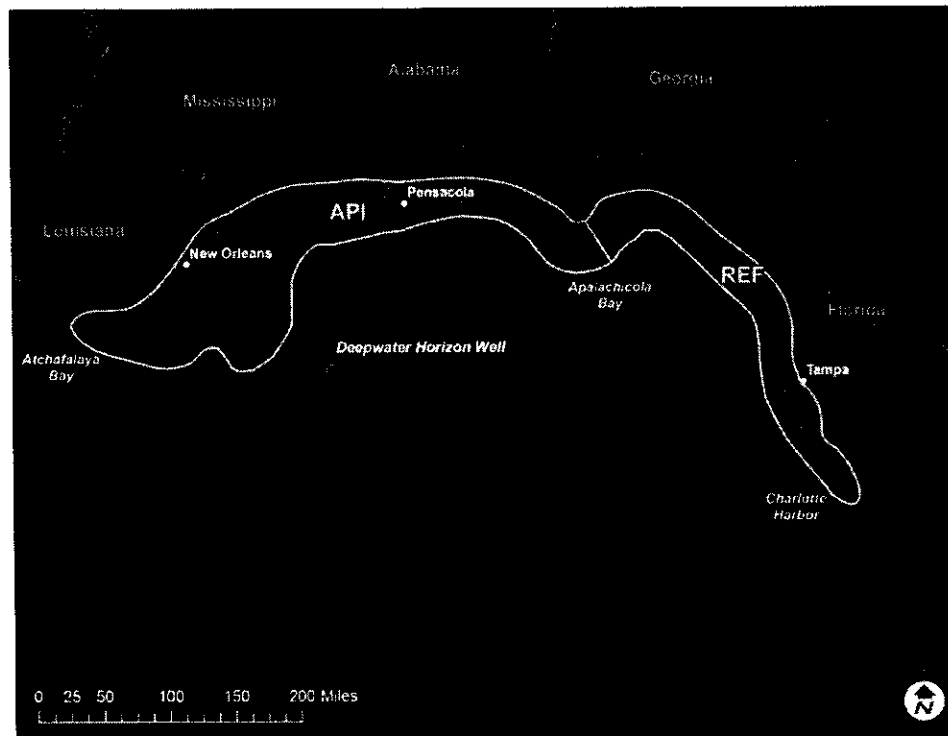 Alabama
Georgia
Mississippi
Pensacola
API
Louisiana
New Orleans
REF
Apalachicola
Bay
Florida
Deepwater Horizon Well
Atchafalaya
Bay
Tampa
Charlotte
Harbor
0 25 50 100 150 200 Miles
N